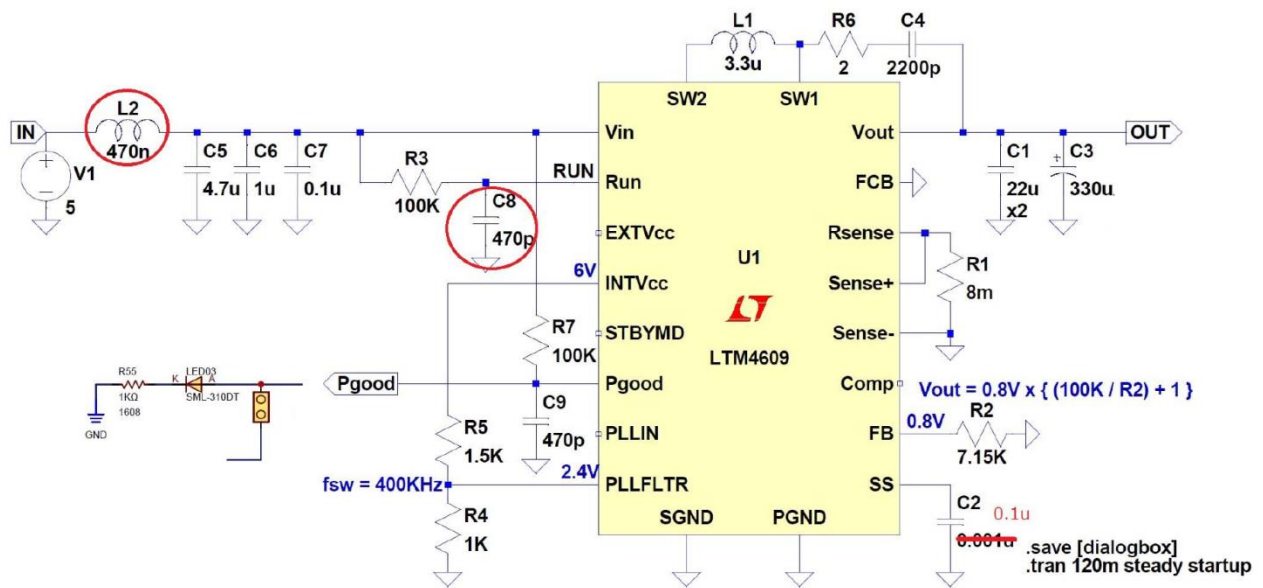 L1
3.3u
R6
2
C4
2200p
SW2
SW1
IN
L2
470n
V1
5
C5
4.7u
C6
1u
C7
0.1u
R3
100K
RUN
C8
470p
Vin
Run
EXTVcc
6V
INTVcc
STBYMD
Pgood
PLLIN
PLLFLTR
SGND
PGND
U1
LTM4609
Vout
FCB
Rsense
Sense+
Sense-
Comp
FB
SS
OUT
C1
22u
x2
C3
330u
R1
8m
Vout = 0.8V x { (100K / R2) + 1 }
0.8V
R2
7.15K
C2
0.1u
0.001u
.save [dialogbox]
.tran 120m steady startup
R7
100K
Pgood
C9
470p
R5
1.5K
2.4V
fsw = 400KHz
R4
1K
R55
1KΩ
1608
K
A
LED03
SML-310DT
GND